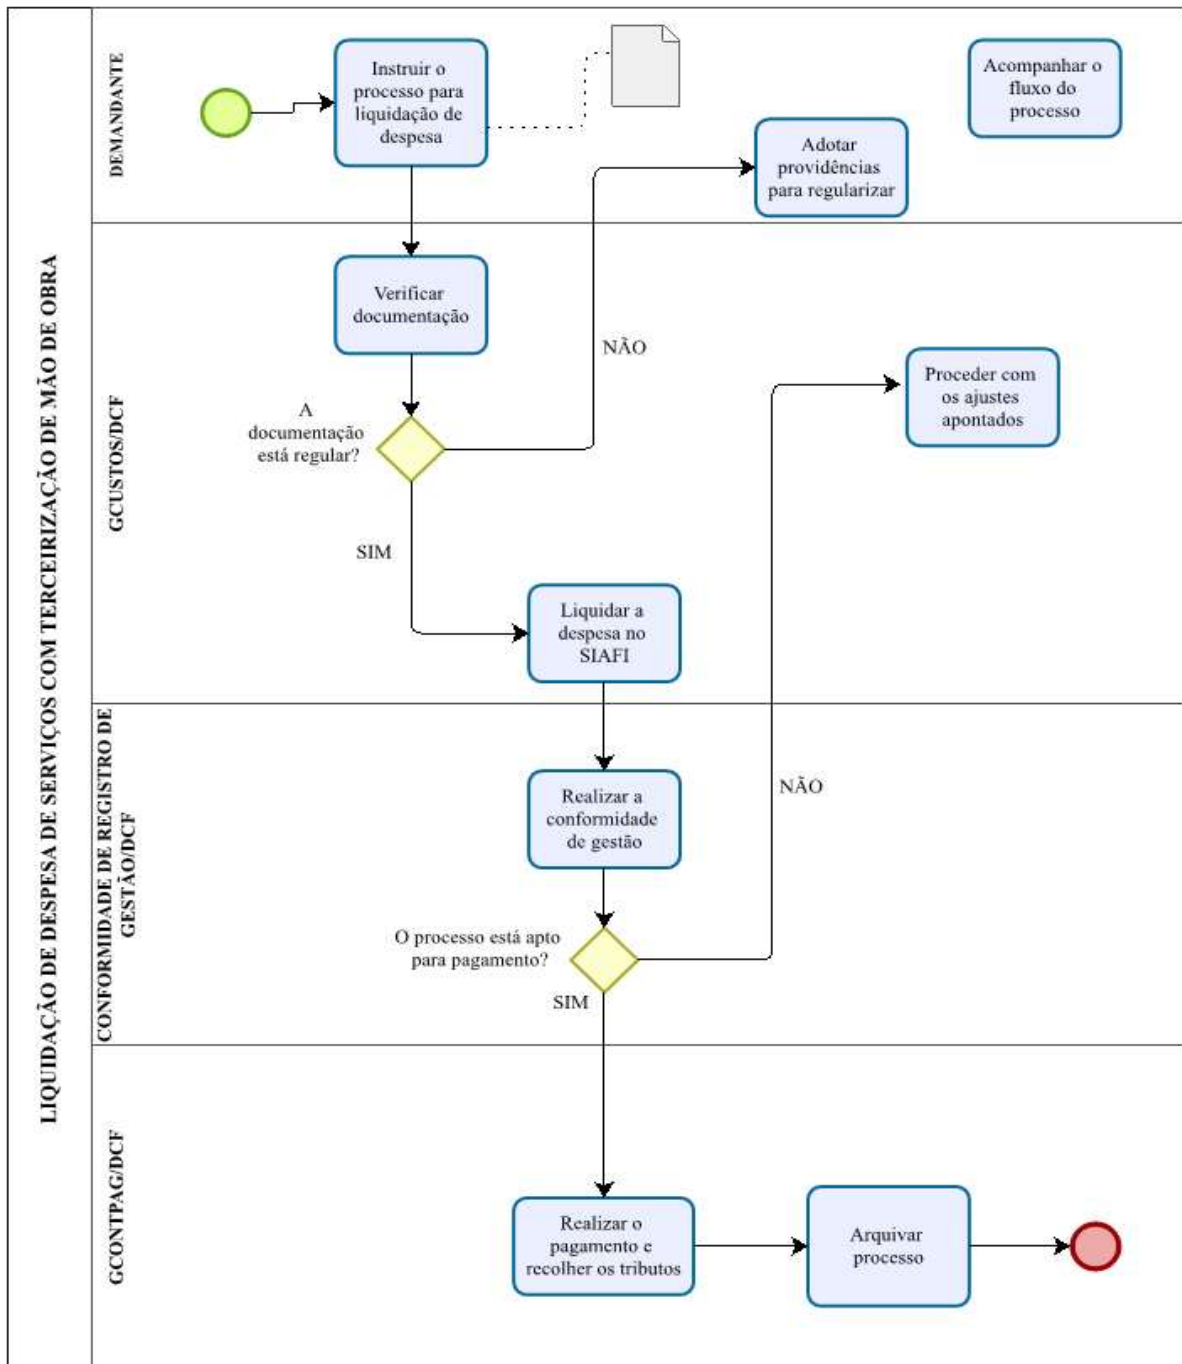 LIQUIDAÇÃO DE DESPESA DE SERVIÇOS COM TERCEIRIZAÇÃO DE MÃO DE OBRA
DEMANDANTE
Instruir o
processo para
liquidação de
despesa
Acompanhar o
fluxo do
processo
Adotar
providências
para regularizar
GCUSTOS/DCF
Verificar
documentação
NÃO
Proceder com
os ajustes
apontados
A
documentação
está regular?
SIM
Liquidar a
despesa no
SIAFI
CONFORMIDADE DE REGISTRO DE
GESTÃO/DCF
Realizar a
conformidade
de gestão
NÃO
O processo está apto
para pagamento?
SIM
GCONTPAG/DCF
Realizar o
pagamento e
recolher os tributos
Arquivar
processo